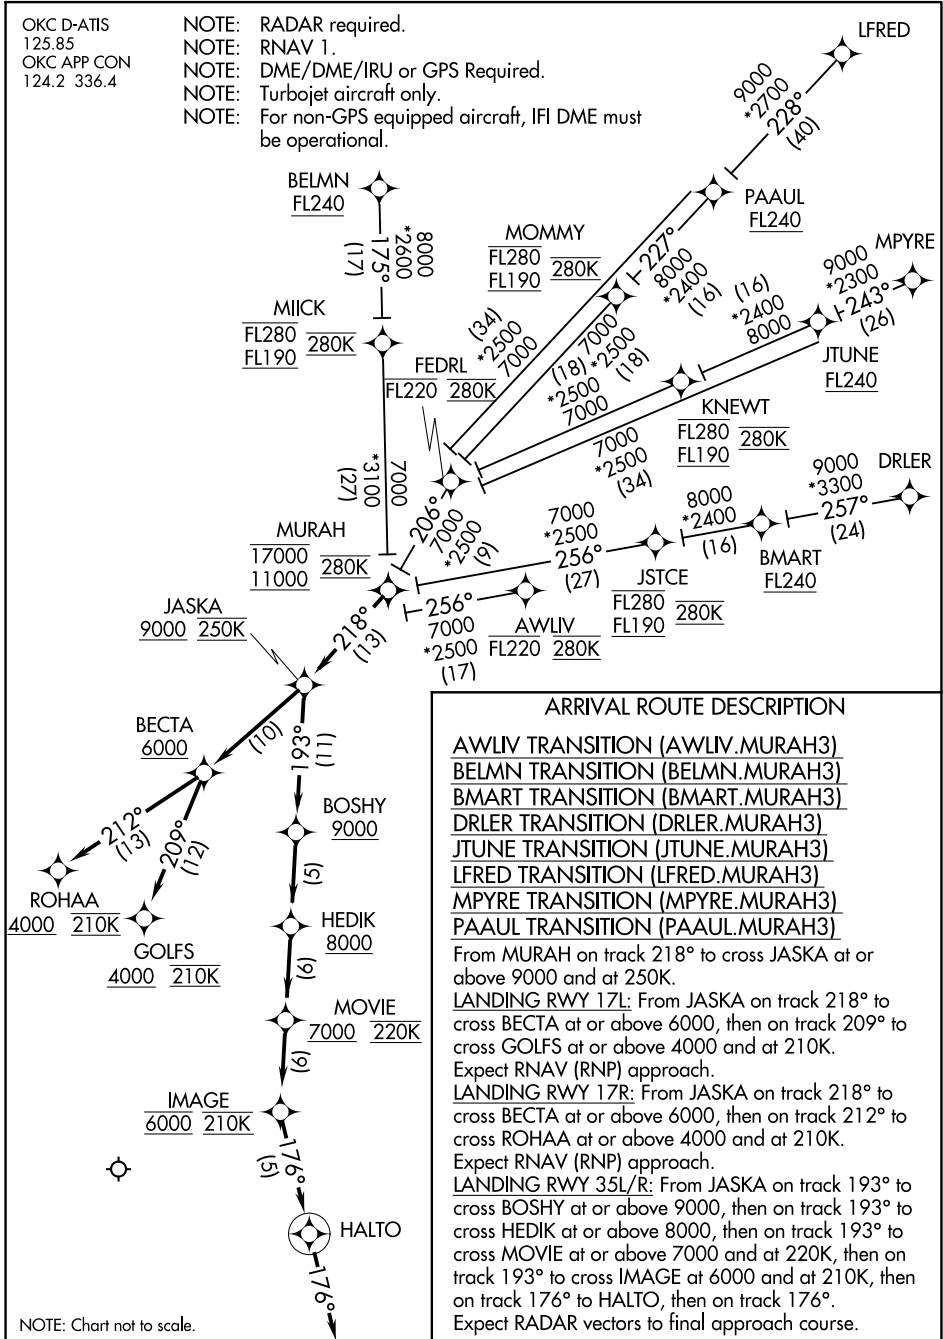 OKC D-ATIS
125.85
OKC APP CON
124.2 336.4
NOTE: RADAR required.
NOTE: RNAV 1.
NOTE: DME/DME/IRU or GPS Required.
NOTE: Turbojet aircraft only.
NOTE: For non-GPS equipped aircraft, IFI DME must
be operational.
LFRED
9000
*2700
228°
(40)
BELMN
FL240
PAAUL
FL240
8000
*2600
175°
(17)
MOMMY
FL280
FL190
280K
227°
8000
*2400
(16)
MPYRE
9000
*2300
243°
(26)
(16)
*2400
8000
JTUNE
FL240
MIICK
FL280
FL190
280K
(34)
*2500
7000
7000
*2500
(18)
FEDRL
FL220 280K
(18)
*2500
7000
KNEWT
FL280
FL190
280K
7000
*2500
(34)
7000
*3100
(27)
DRLER
9000
*3300
257°
(24)
8000
*2400
(16)
BMART
FL240
206°
7000
*2500
(9)
7000
*2500
256°
(27)
JSTCE
FL280
FL190
280K
MURAH
17000
11000
280K
256°
7000
*2500
(17)
AWLIV
FL220 280K
JASKA
9000 250K
218°
(13)
BECTA
6000
(10)
193°
(11)
BOSHY
9000
212°
(13)
209°
(12)
(5)
ROHAA
4000 210K
GOLFS
4000 210K
HEDIK
8000
(6)
MOVIE
7000 220K
(6)
IMAGE
6000 210K
176°
(5)
HALTO
176°
NOTE: Chart not to scale.
ARRIVAL ROUTE DESCRIPTION
AWLIV TRANSITION (AWLIV.MURAH3)
BELMN TRANSITION (BELMN.MURAH3)
BMART TRANSITION (BMART.MURAH3)
DRLER TRANSITION (DRLER.MURAH3)
JTUNE TRANSITION (JTUNE.MURAH3)
LFRED TRANSITION (LFRED.MURAH3)
MPYRE TRANSITION (MPYRE.MURAH3)
PAAUL TRANSITION (PAAUL.MURAH3)
From MURAH on track 218° to cross JASKA at or
above 9000 and at 250K.
LANDING RWY 17L: From JASKA on track 218° to
cross BECTA at or above 6000, then on track 209° to
cross GOLFS at or above 4000 and at 210K.
Expect RNAV (RNP) approach.
LANDING RWY 17R: From JASKA on track 218° to
cross BECTA at or above 6000, then on track 212° to
cross ROHAA at or above 4000 and at 210K.
Expect RNAV (RNP) approach.
LANDING RWY 35L/R: From JASKA on track 193° to
cross BOSHY at or above 9000, then on track 193° to
cross HEDIK at or above 8000, then on track 193° to
cross MOVIE at or above 7000 and at 220K, then on
track 193° to cross IMAGE at 6000 and at 210K, then
on track 176° to HALTO, then on track 176°.
Expect RADAR vectors to final approach course.